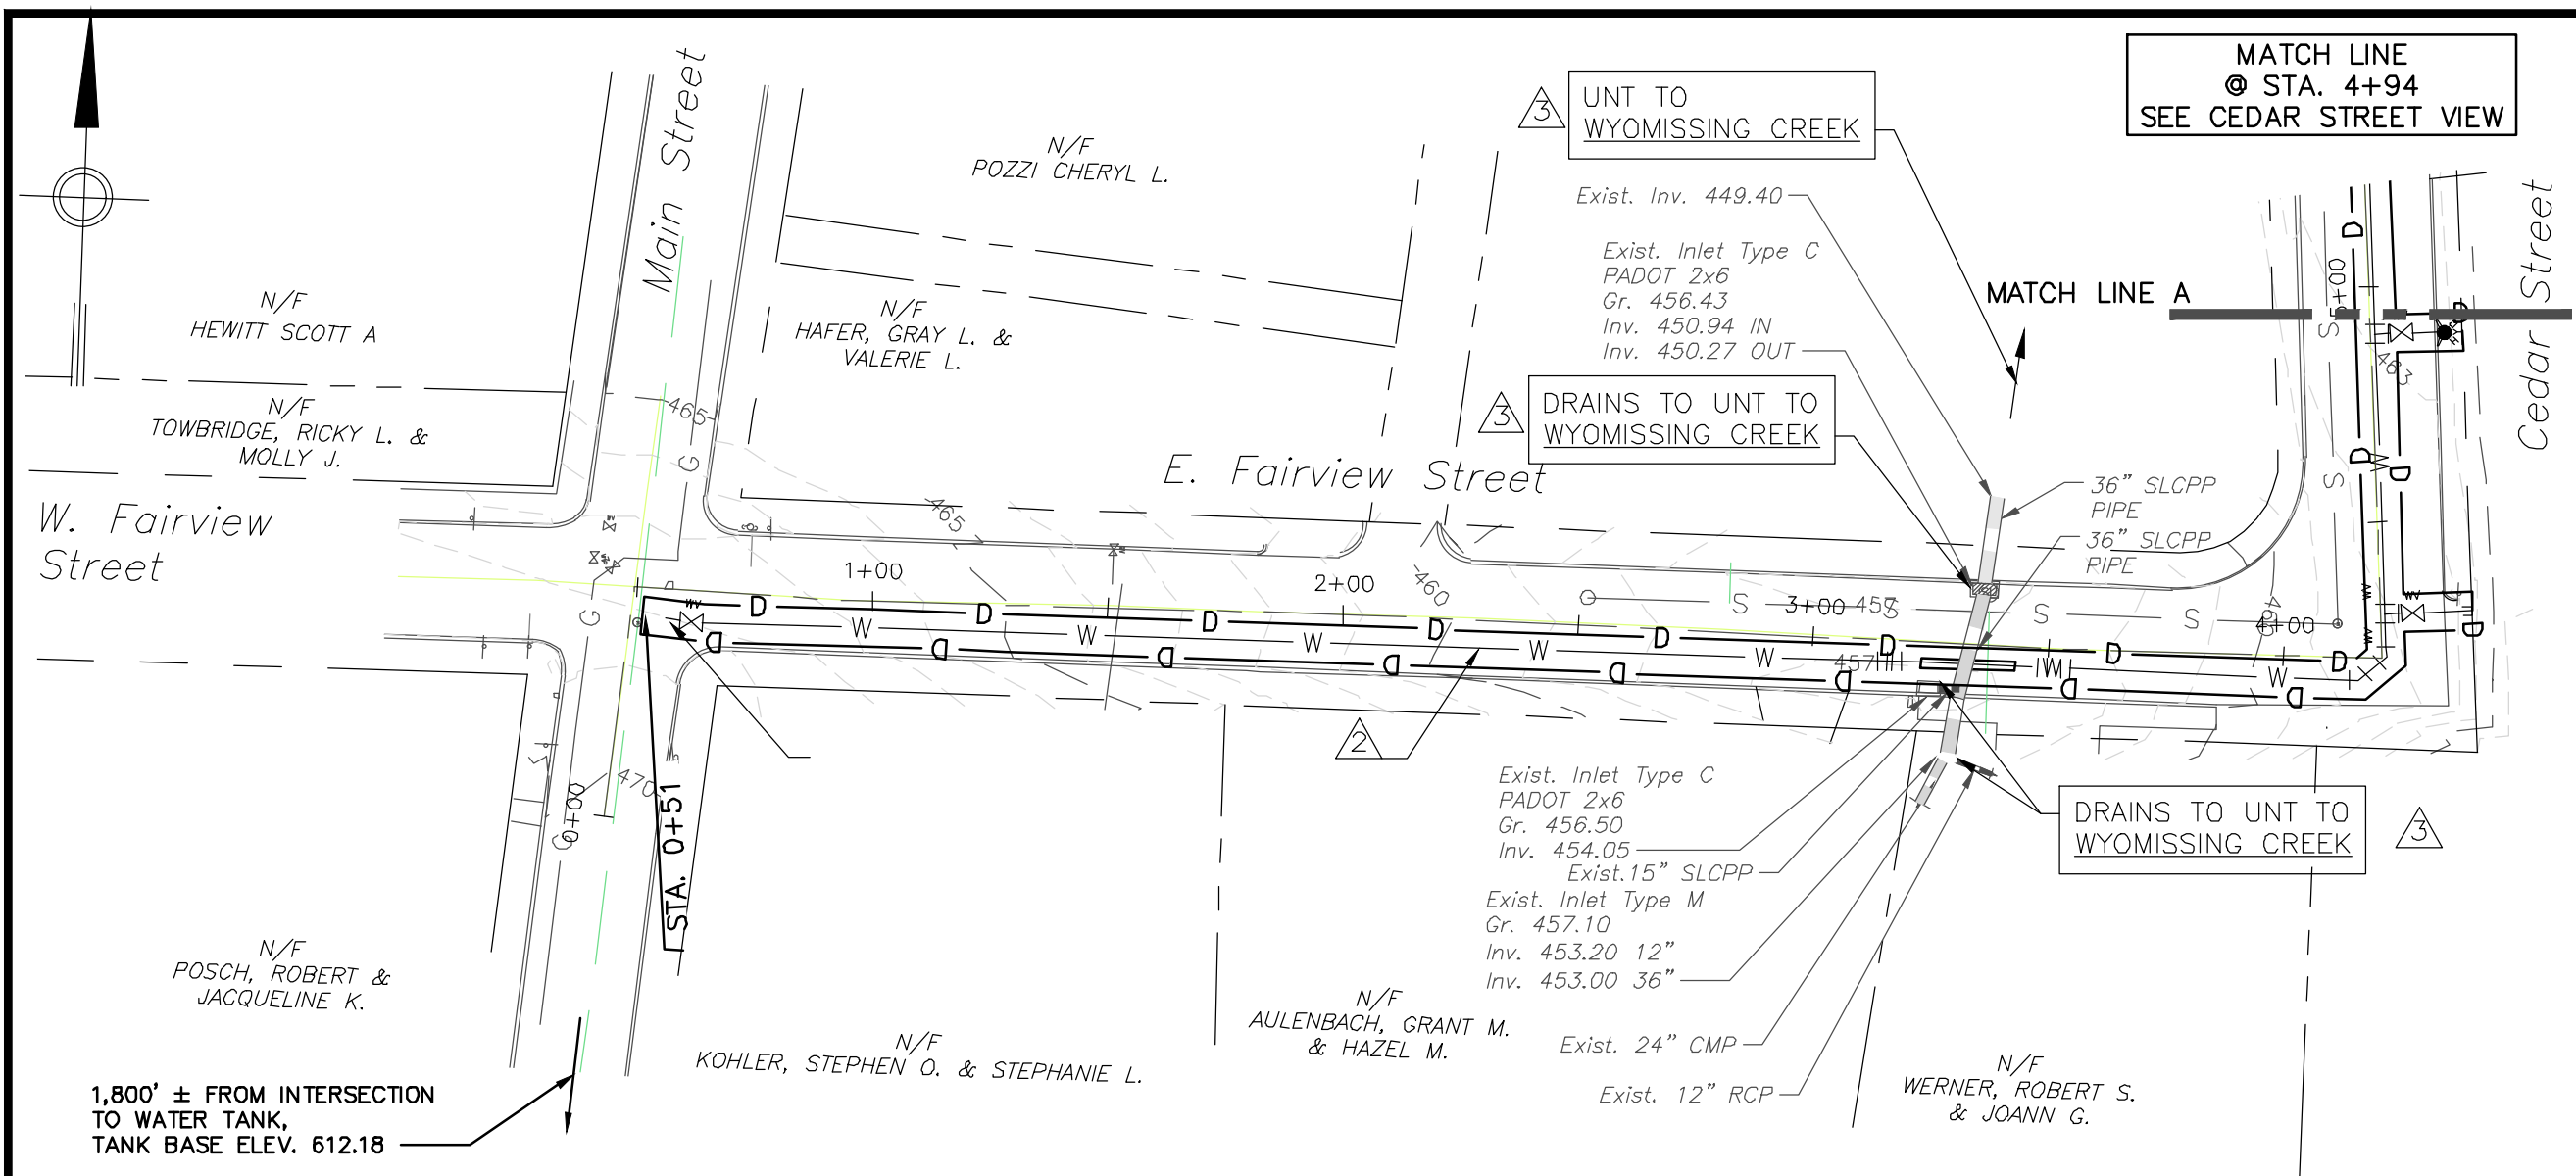 MATCH LINE
@ STA. 4+94
SEE CEDAR STREET VIEW
3
UNT TO
WYOMISSING CREEK
Main Street
N/F
POZZI CHERYL L.
Exist. Inv. 449.40
Cedar Street
Exist. Inlet Type C
PADOT 2x6
Gr. 456.43
Inv. 450.94 IN
Inv. 450.27 OUT
MATCH LINE A
5+00
463
N/F
HEWITT SCOTT A
N/F
HAFER, GRAY L. &
VALERIE L.
3
DRAINS TO UNT TO
WYOMISSING CREEK
N/F
TOWBRIDGE, RICKY L. &
MOLLY J.
465
E. Fairview Street
465
W. Fairview
Street
36" SLCPP
PIPE
36" SLCPP
PIPE
1+00
2+00
460
3+00
457
4+00
465
457
D D D D D D D D
W W W W W W W
D D D D D D D D
S S S S
G
G
G
2
470
0+00
STA. 0+51
Exist. Inlet Type C
PADOT 2x6
Gr. 456.50
Inv. 454.05
Exist.15" SLCPP
Exist. Inlet Type M
Gr. 457.10
Inv. 453.20 12"
Inv. 453.00 36"
DRAINS TO UNT TO
WYOMISSING CREEK
3
N/F
POSCH, ROBERT &
JACQUELINE K.
N/F
KOHLER, STEPHEN O. & STEPHANIE L.
N/F
AULENBACH, GRANT M.
& HAZEL M.
Exist. 24" CMP
Exist. 12" RCP
N/F
WERNER, ROBERT S.
& JOANN G.
1,800' ± FROM INTERSECTION
TO WATER TANK,
TANK BASE ELEV. 612.18